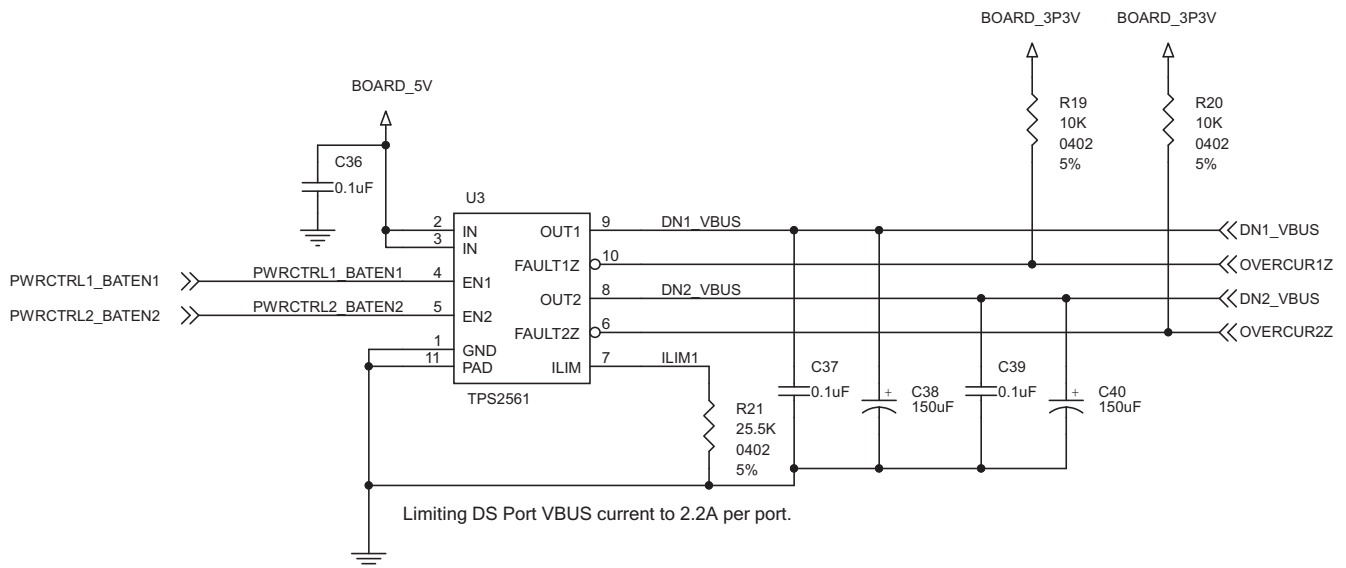 BOARD_3P3V BOARD_3P3V
BOARD_5V
R19
10K
0402
5%
R20
10K
0402
5%
C36
0.1uF
U3
2 IN
3 IN
4 EN1
5 EN2
1 GND
11 PAD
OUT1 9
FAULT1Z 10
OUT2 8
FAULT2Z 6
ILIM 7
TPS2561
PWRCTRL1_BATEN1 PWRCTRL1_BATEN1
PWRCTRL2_BATEN2 PWRCTRL2_BATEN2
DN1_VBUS DN1_VBUS
OVERCUR1Z
DN2_VBUS DN2_VBUS
OVERCUR2Z
ILIM1
R21
25.5K
0402
5%
C37
0.1uF
+
C38
150uF
C39
0.1uF
+
C40
150uF
Limiting DS Port VBUS current to 2.2A per port.